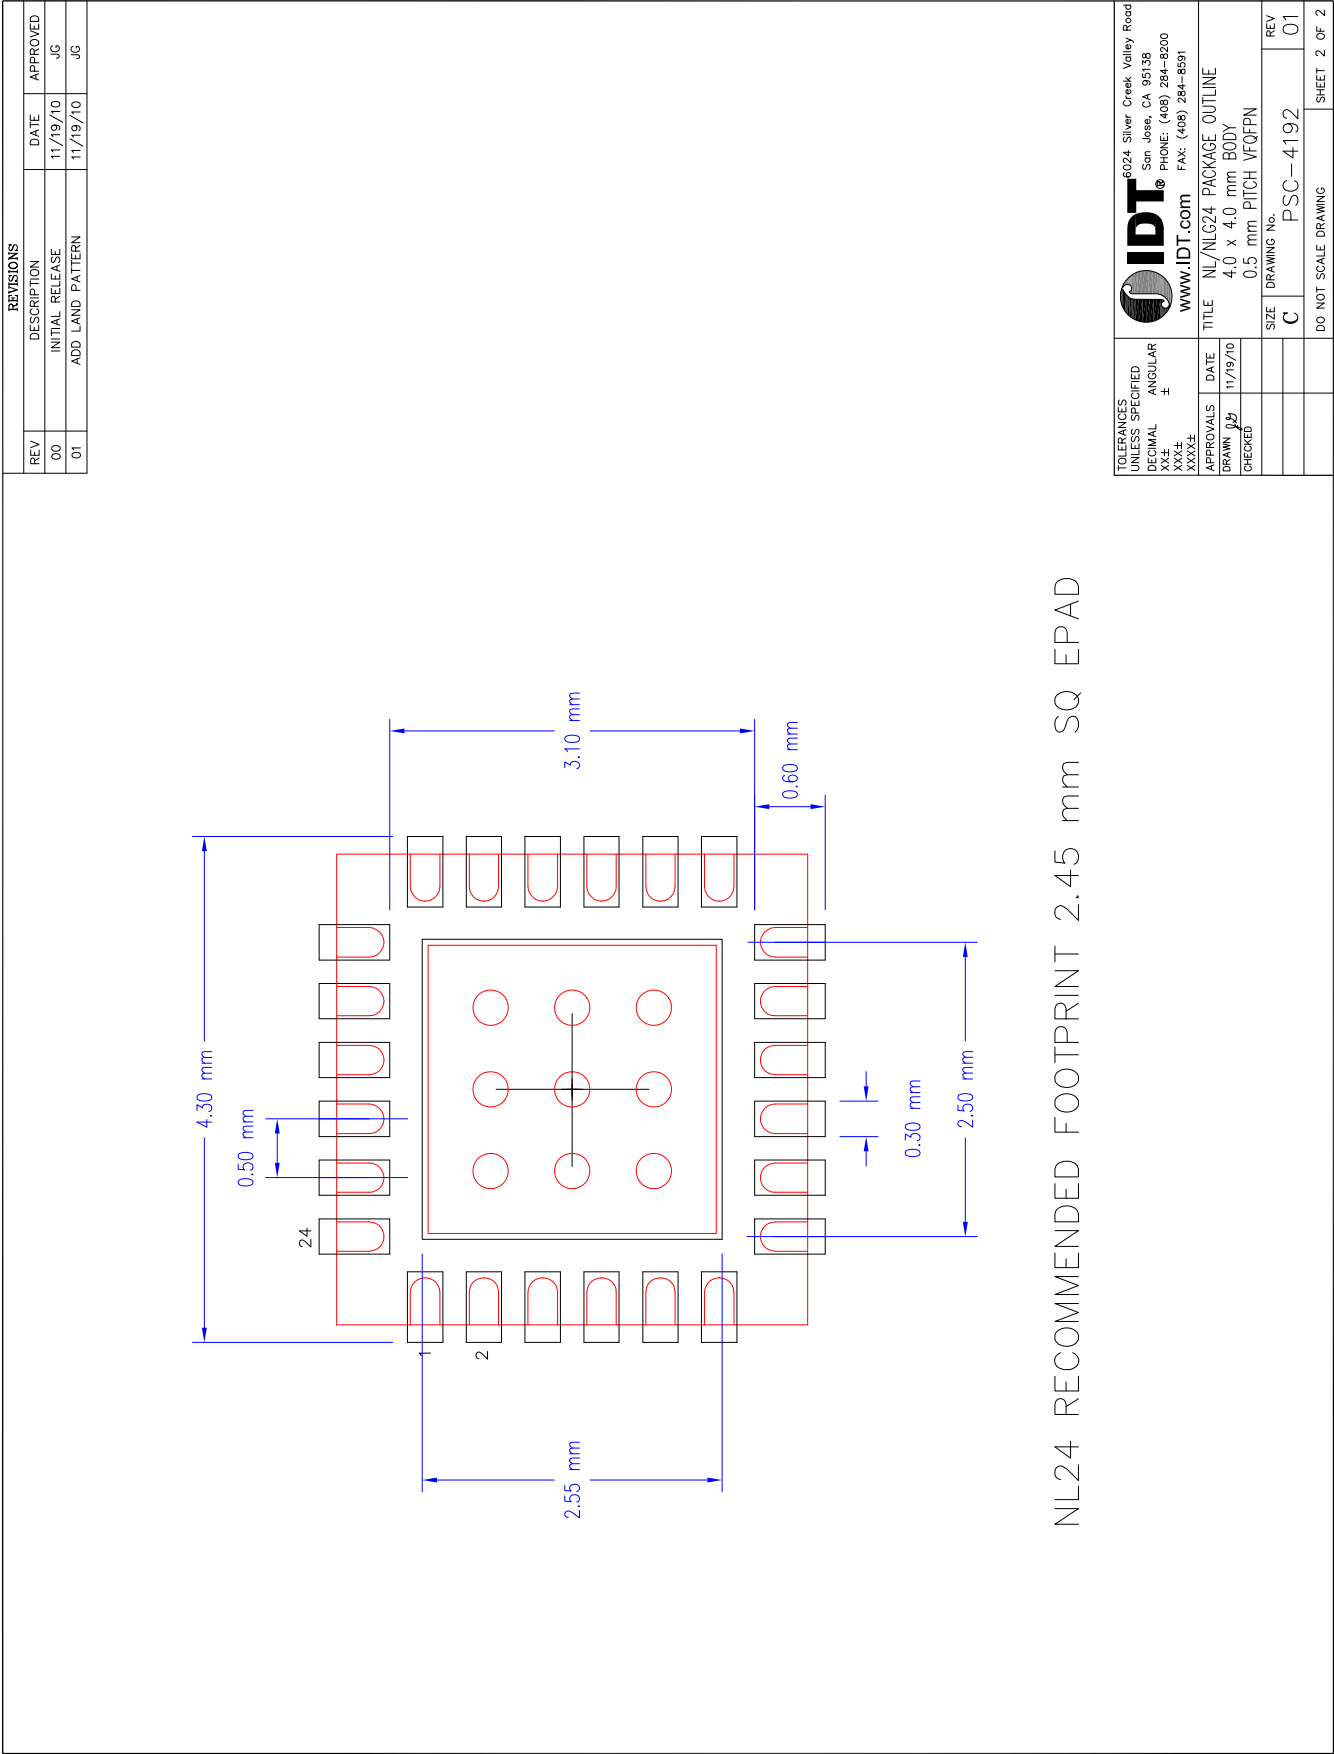 REVISIONS
REV DESCRIPTION DATE APPROVED
00 INITIAL RELEASE 11/19/10 JG
01 ADD LAND PATTERN 11/19/10 JG
4.30 mm
0.50 mm
24
1
2
3.10 mm
0.60 mm
2.55 mm
0.30 mm
2.50 mm
NL24 RECOMMENDED FOOTPRINT 2.45 mm SQ EPAD
TOLERANCES
UNLESS SPECIFIED
DECIMAL ANGULAR
XX± ±
XXX±
XXXX±
APPROVALS DATE
DRAWN 11/19/10
CHECKED
IDT®
www.IDT.com
6024 Silver Creek Valley Road
San Jose, CA 95138
PHONE: (408) 284-8200
FAX: (408) 284-8591
TITLE NL/NLG24 PACKAGE OUTLINE
4.0 x 4.0 mm BODY
0.5 mm PITCH VFQFPN
SIZE DRAWING No. REV
C PSC-4192 01
DO NOT SCALE DRAWING SHEET 2 OF 2